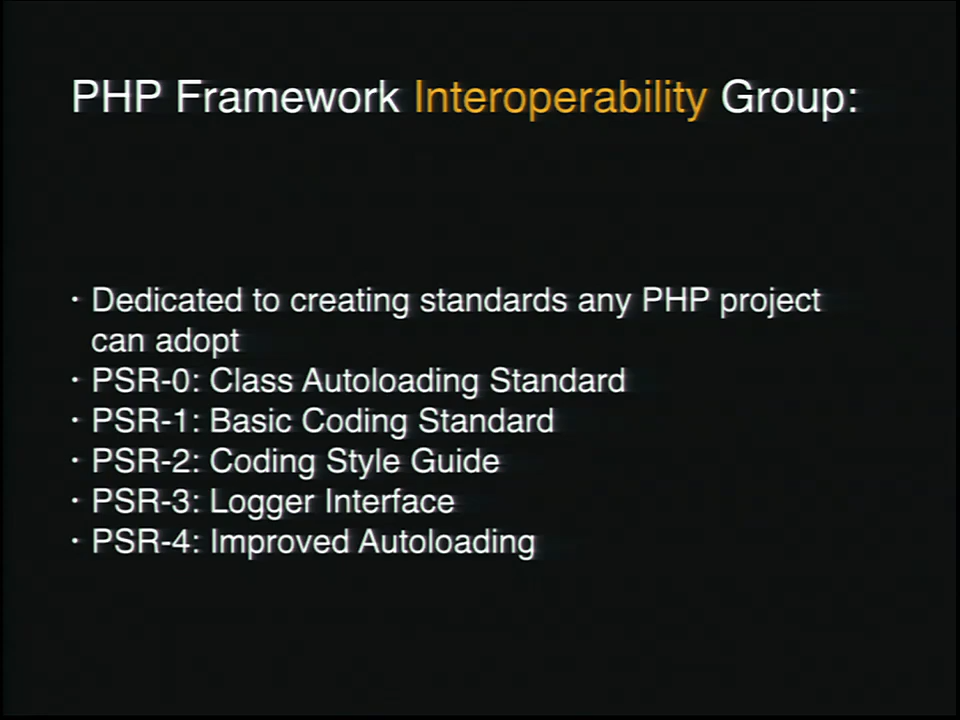 PHP Framework Interoperability Group:
· Dedicated to creating standards any PHP project
can adopt
· PSR-0: Class Autoloading Standard
· PSR-1: Basic Coding Standard
· PSR-2: Coding Style Guide
· PSR-3: Logger Interface
· PSR-4: Improved Autoloading